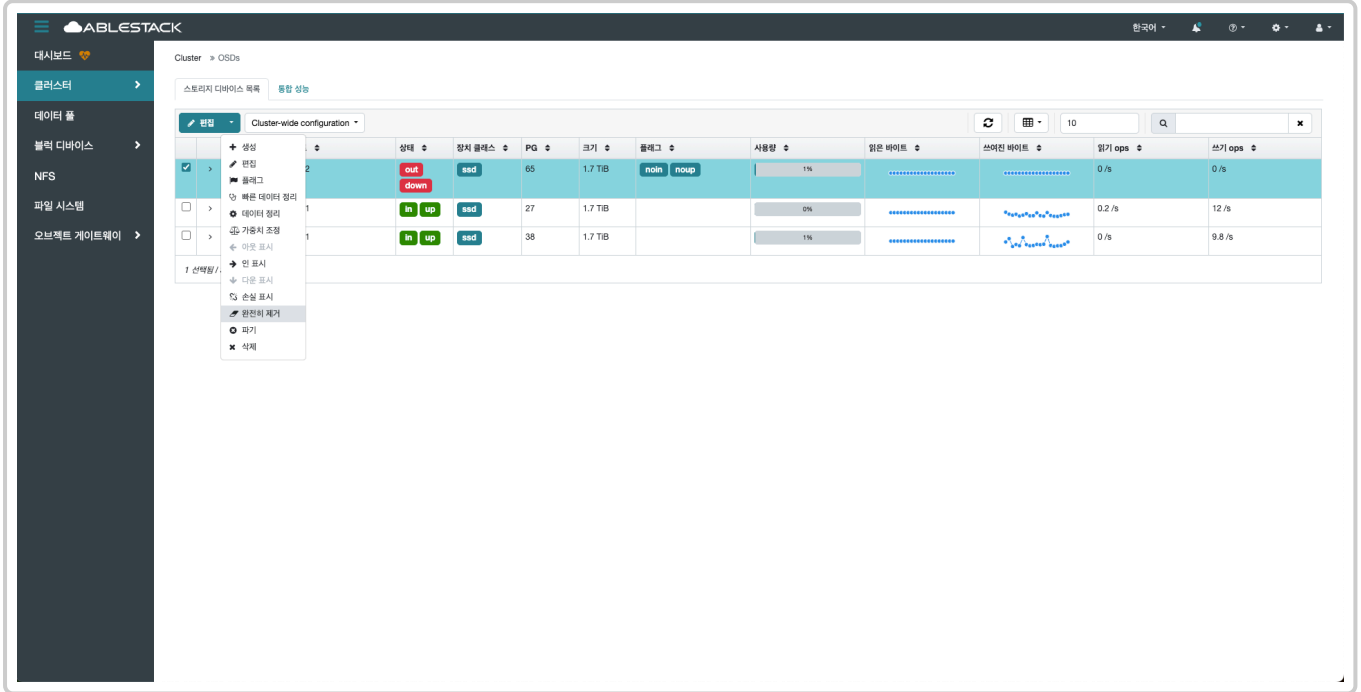 ABLESTACK
한국어
대시보드
클러스터
데이터 풀
블럭 디바이스
NFS
파일 시스템
오브젝트 게이트웨이
Cluster » OSDs
스토리지 디바이스 목록 통합 성능
편집 Cluster-wide configuration 10
상태 장치 클래스 PG 크기 플래그 사용량 읽은 바이트 쓰여진 바이트 읽기 ops 쓰기 ops
2 out down ssd 65 1.7 TiB noin noup 1% 0 /s 0 /s
1 in up ssd 27 1.7 TiB 0% 0.2 /s 12 /s
1 in up ssd 38 1.7 TiB 1% 0 /s 9.8 /s
1 선택됨 /
생성
편집
플래그
빠른 데이터 정리
데이터 정리
가중치 조정
아웃 표시
인 표시
다운 표시
손실 표시
완전히 제거
파기
삭제